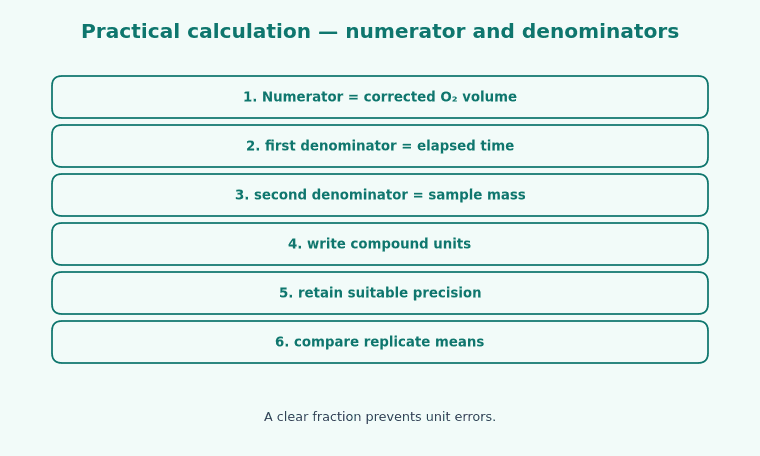 Practical calculation — numerator and denominators
1. Numerator = corrected O₂ volume
2. first denominator = elapsed time
3. second denominator = sample mass
4. write compound units
5. retain suitable precision
6. compare replicate means
A clear fraction prevents unit errors.